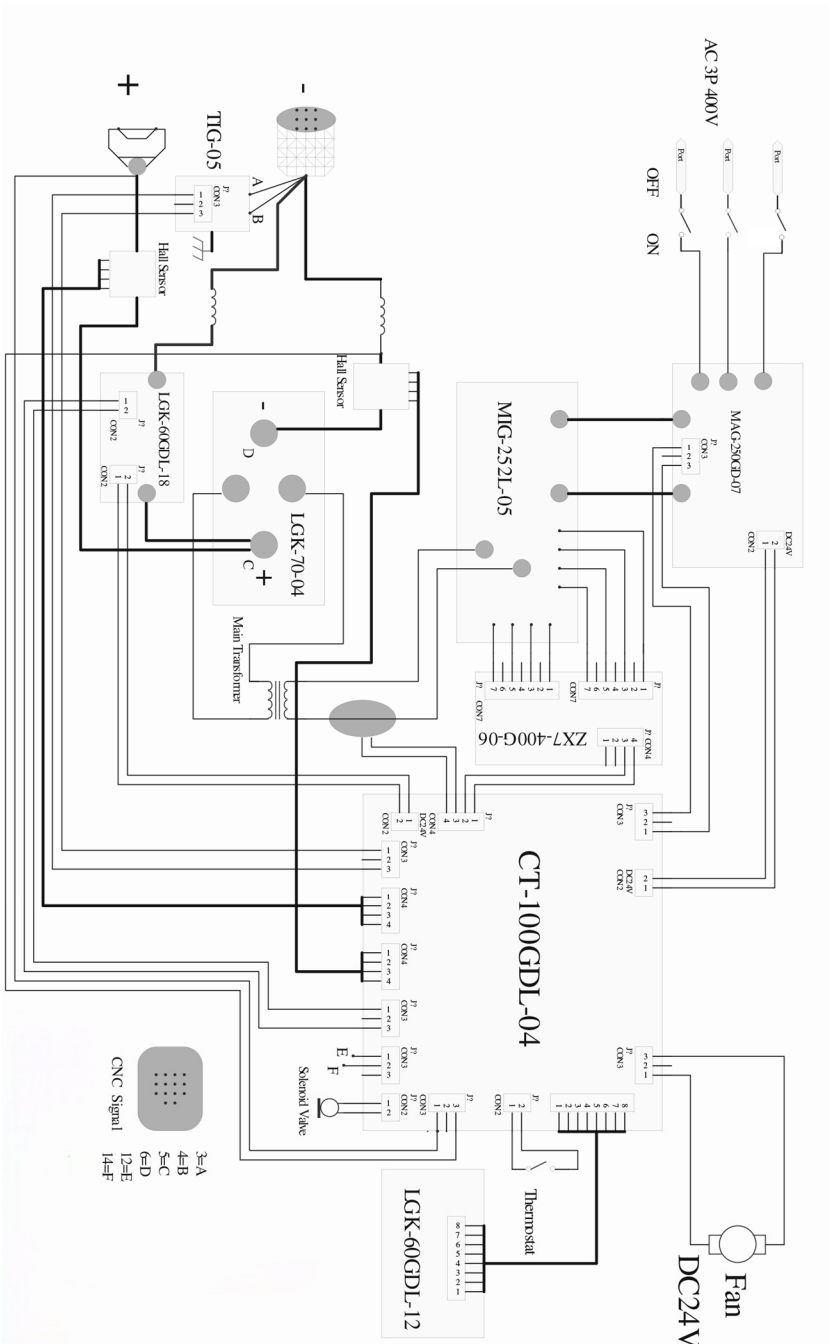 AC 3P 400V
Port
Port
Port
OFF
ON
MAG-250GD-07
J?
CON3
1
2
3
DC24V
CON2
2
1
MIG-252L-05
J?
CON7
1
2
3
4
5
6
7
J?
CON7
1
2
3
4
5
6
7
J?
CON4
4
3
2
1
ZX7-400G-06
-
+
TIG-05
A
B
J?
CON3
1
2
3
Hall Sensor
Hall Sensor
LGK-60GDL-18
J?
CON2
1
2
J?
CON2
2
1
-
D
LGK-70-04
C
+
Main Transformer
CT-100GDL-04
J?
CON3
3
2
1
DC24V
CON2
2
1
J?
CON3
3
2
1
J?
CON4
1
2
3
4
DC24V
CON2
1
2
J?
CON3
1
2
3
J?
CON4
1
2
3
4
J?
CON4
1
2
3
4
J?
CON3
1
2
3
J?
CON3
1
2
3
E
F
J?
CON2
1
2
Solenoid Valve
J?
CON3
3
2
1
J?
CON2
2
1
Thermostat
8
7
6
5
4
3
2
1
LGK-60GDL-12
8
7
6
5
4
3
2
1
Fan
DC24V
CNC Signal
3=A
4=B
5=C
6=D
12=E
14=F